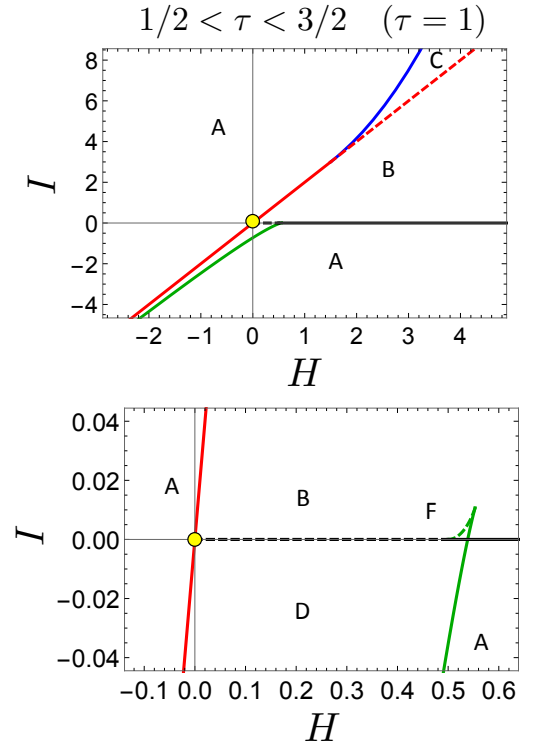 1/2 < τ < 3/2 (τ = 1)
8
6
4
2
0
−2
−4
I
A
C
B
A
−2 −1 0 1 2 3 4
H
0.04
0.02
0.00
−0.02
−0.04
I
A
B
F
D
A
−0.1 0.0 0.1 0.2 0.3 0.4 0.5 0.6
H